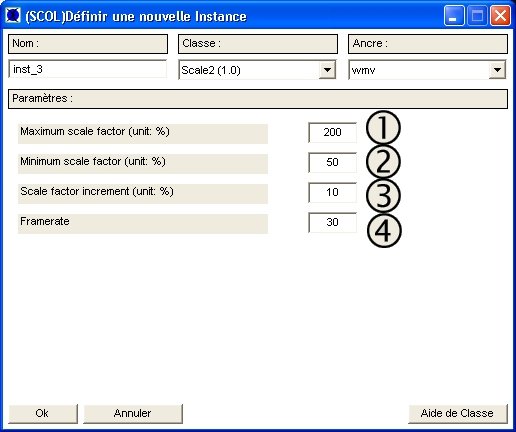 (SCOL)Définir une nouvelle Instance
Nom : Classe : Ancre :
inst_3 Scale2 (1.0) wmv
Paramètres :
Maximum scale factor (unit: %) 200 1
Minimum scale factor (unit: %) 50 2
Scale factor increment (unit: %) 10 3
Framerate 30 4
Ok Annuler Aide de Classe